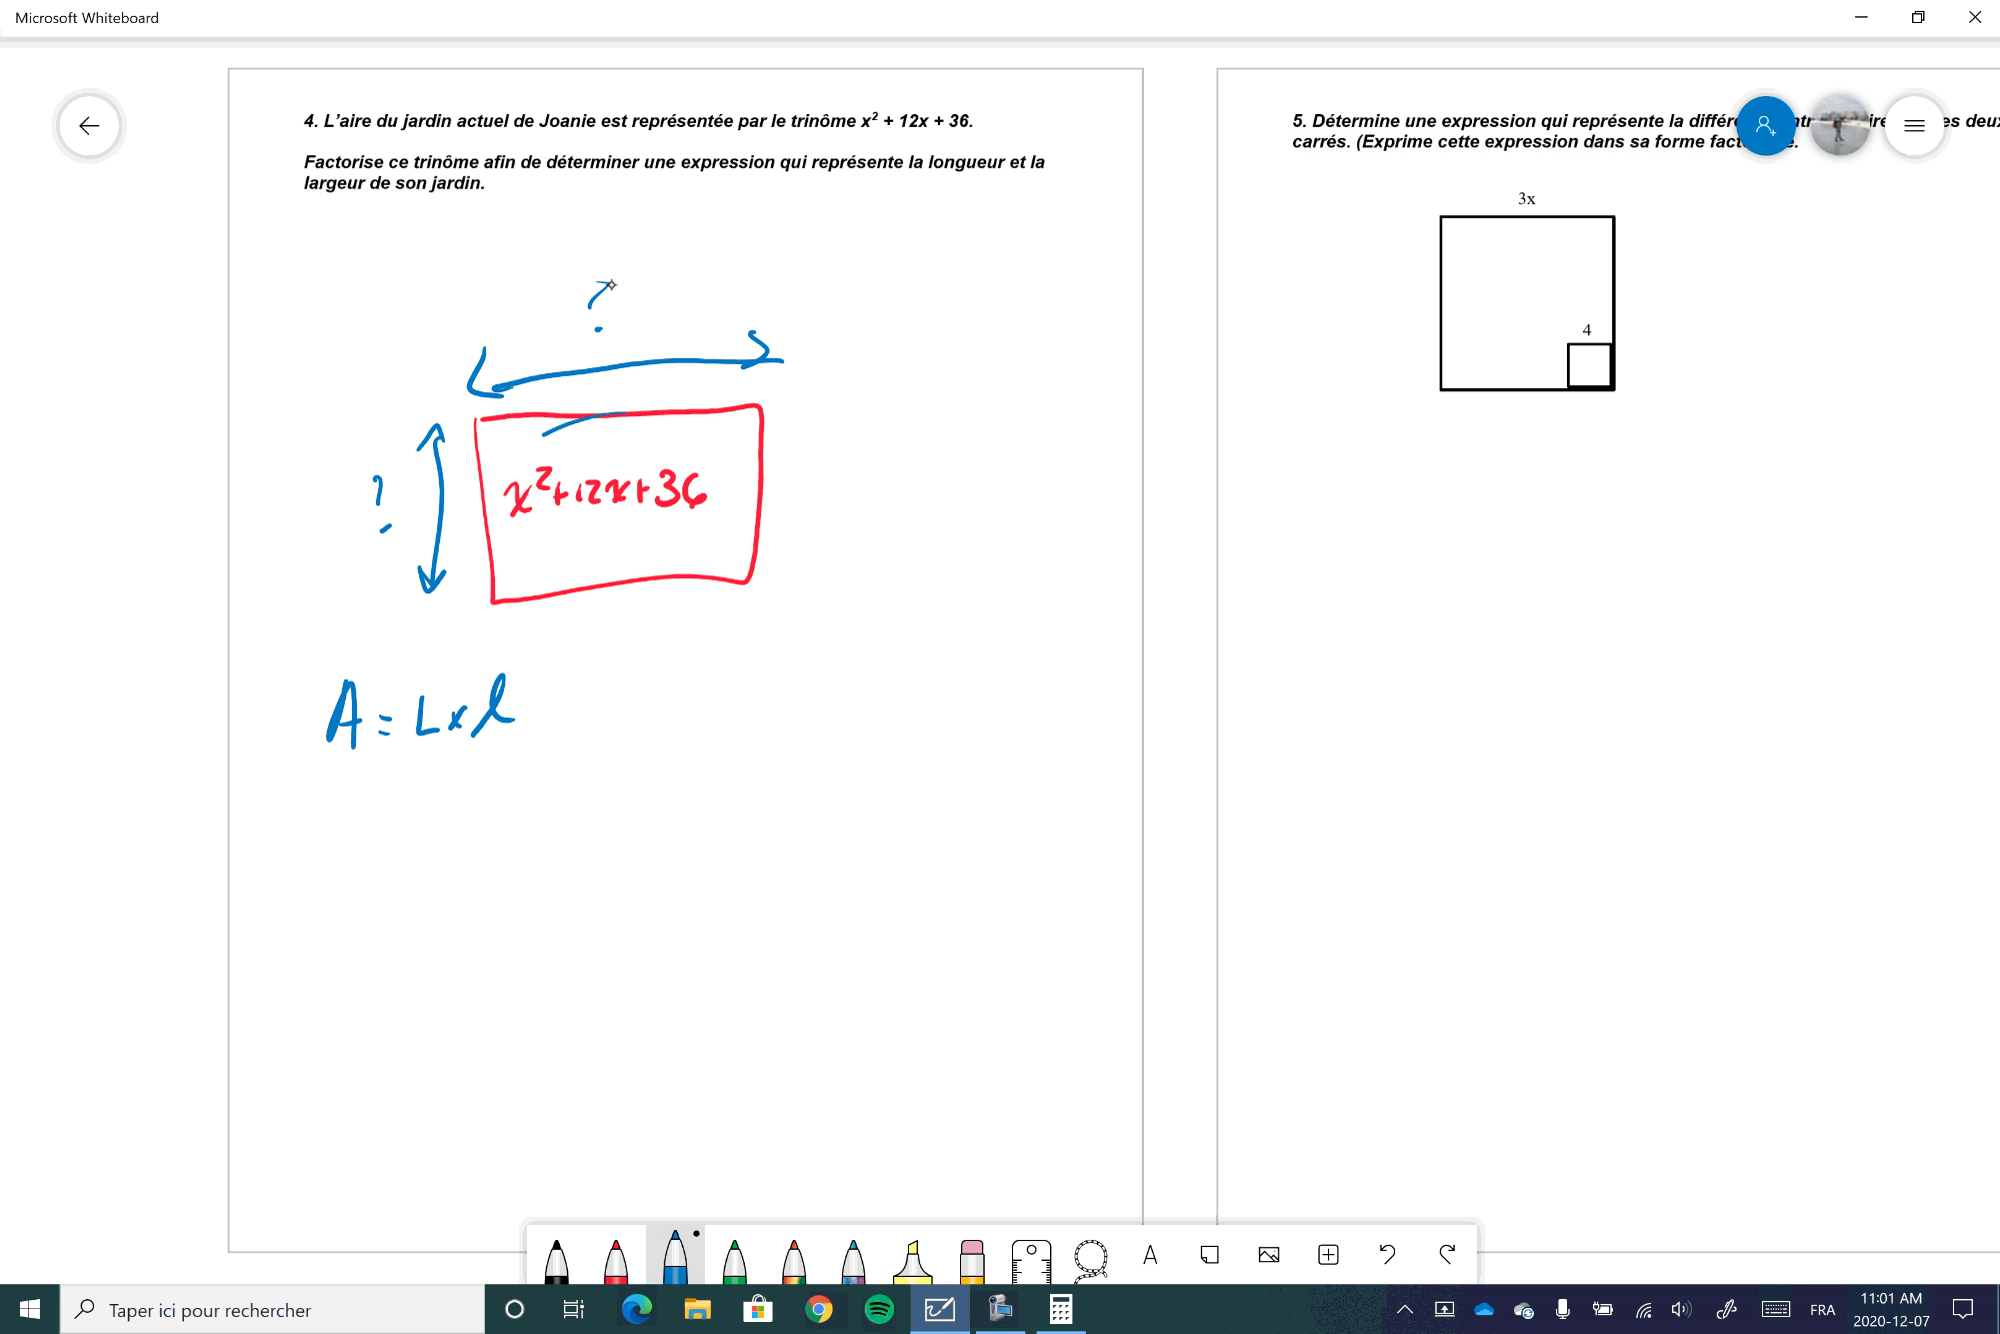 Microsoft Whiteboard
4. L'aire du jardin actuel de Joanie est représentée par le trinôme x² + 12x + 36.
Factorise ce trinôme afin de déterminer une expression qui représente la longueur et la
largeur de son jardin.
?
?
x²+12x+36
A = L x l
5. Détermine une expression qui représente la
carrés. (Exprime cette expression dans sa forme
3x
4
A
Taper ici pour rechercher
FRA
11:01 AM
2020-12-07